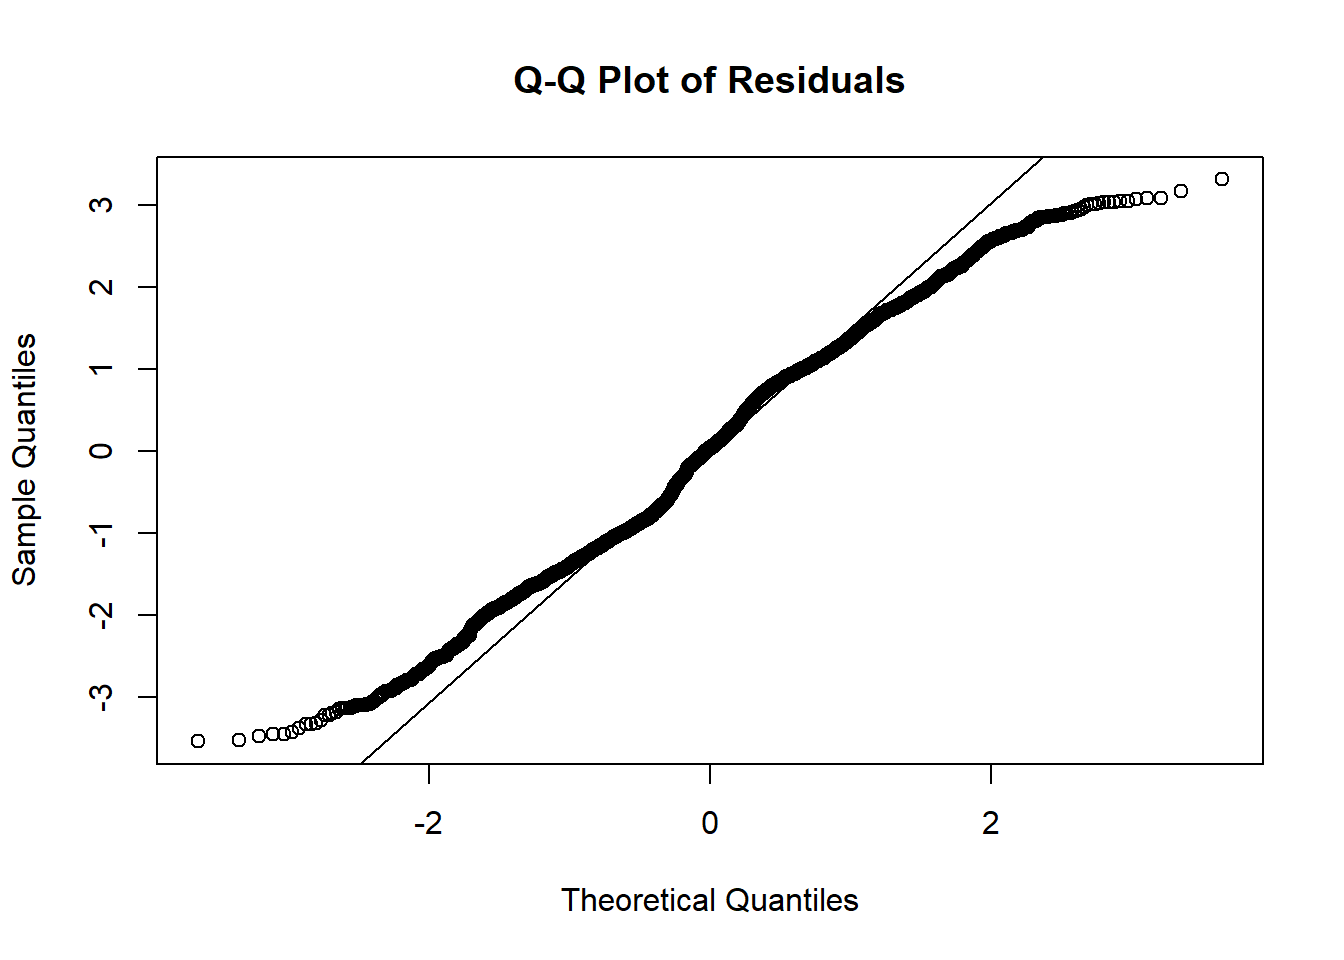 Q-Q Plot of Residuals
3
2
1
0
-1
-2
-3
Sample Quantiles
-2 0 2
Theoretical Quantiles